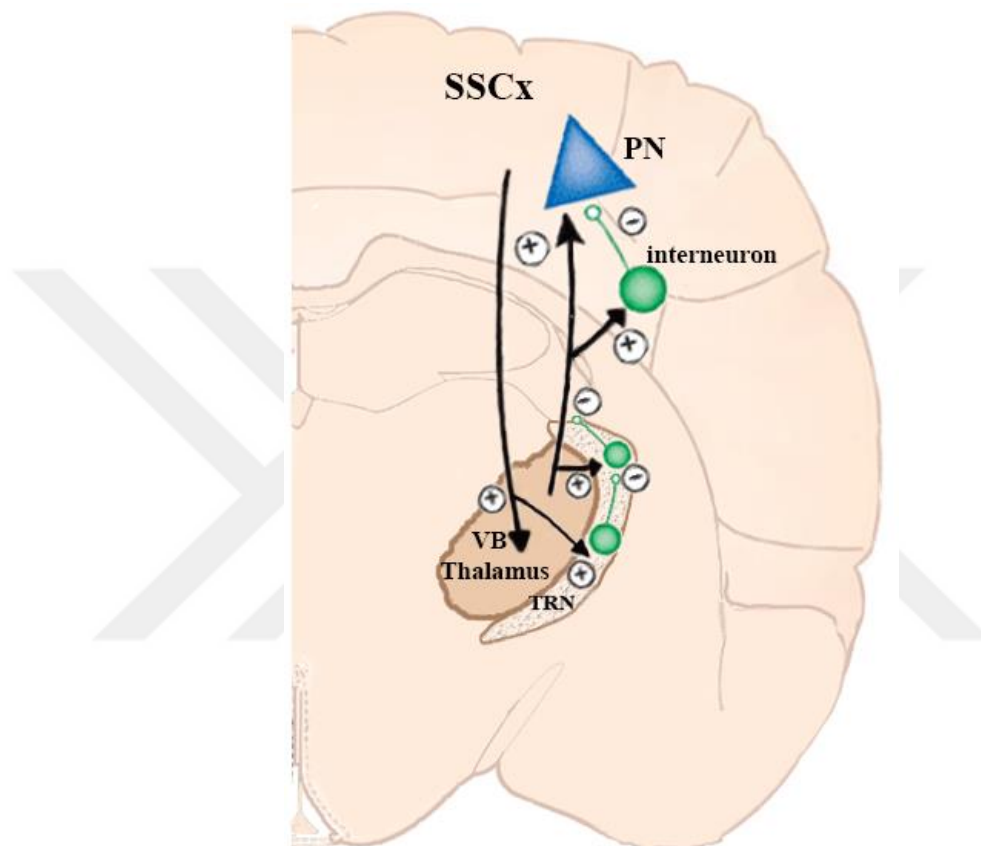 SSCx
PN
+
-
interneuron
+
-
+
+
-
VB
Thalamus
+
TRN